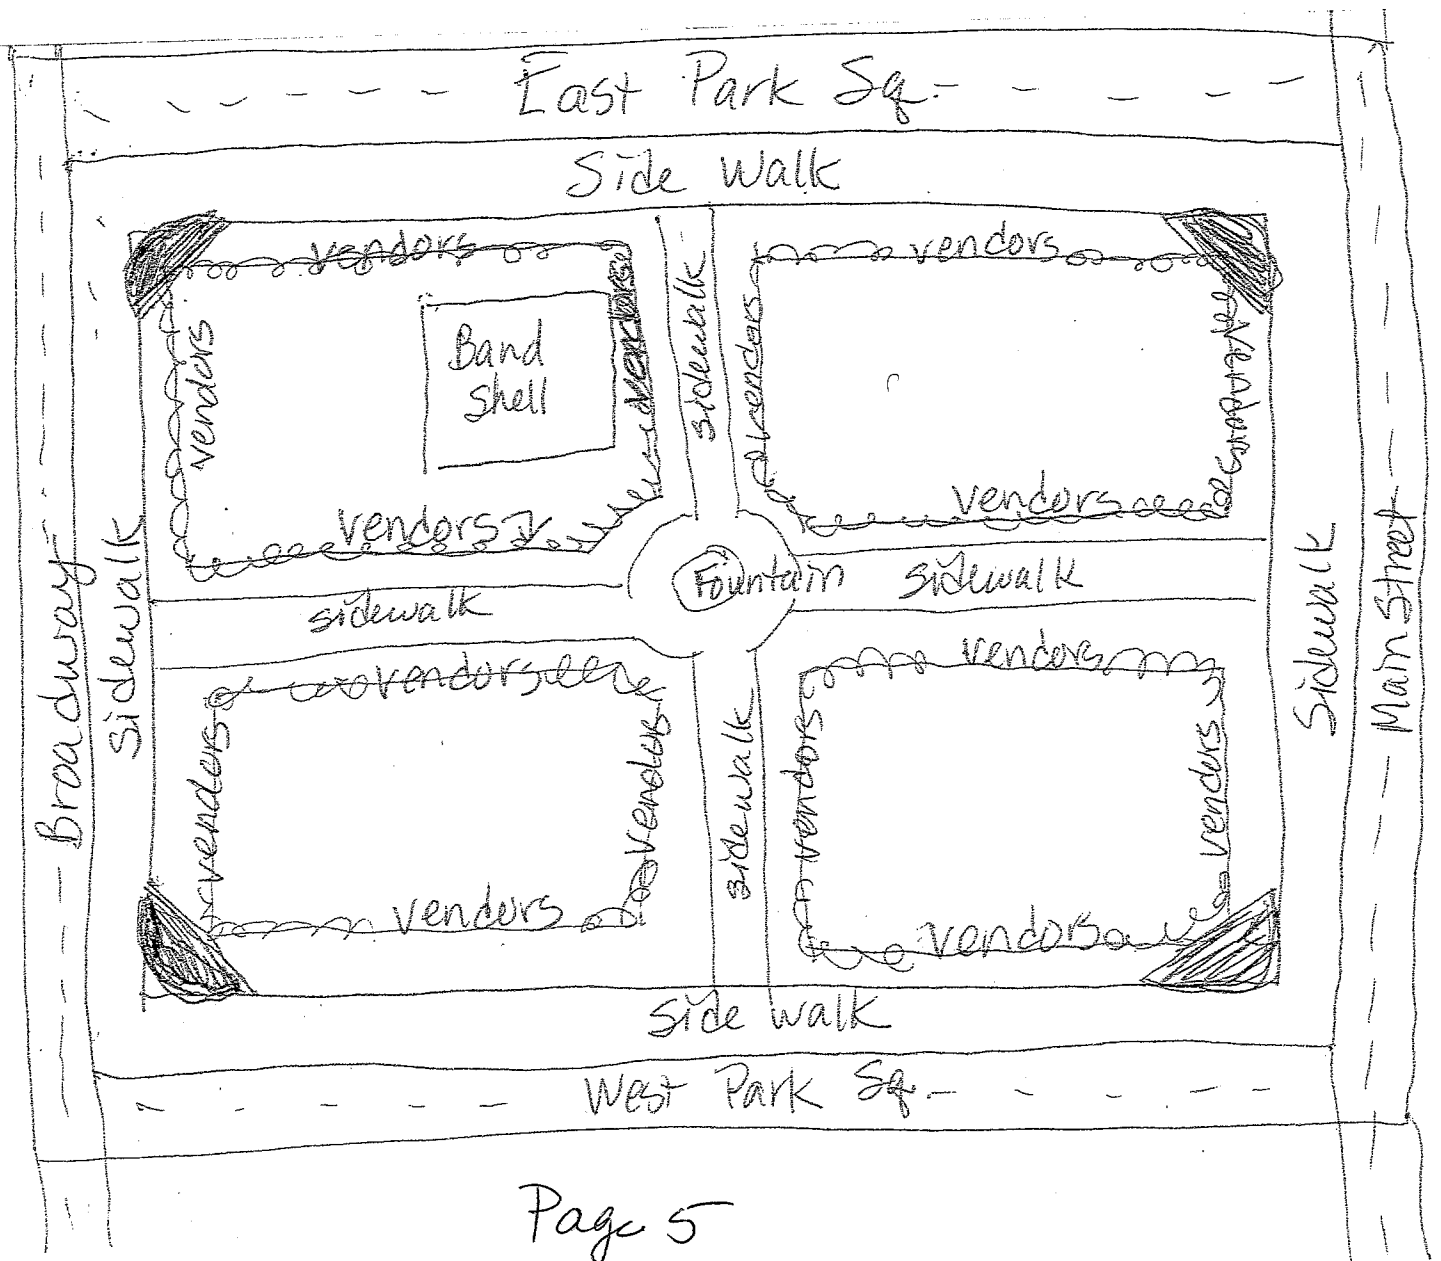 East Park Sq.
Side Walk
vendors
vendors
vendors
vendors
sidewalk
vendors
vendors
Band
Shell
vendors
vendors
Broadway
Sidewalk
sidewalk
Fountain
sidewalk
Sidewalk
Main Street
vendors
vendors
vendors
vendors
sidewalk
vendors
vendors
vendors
vendors
Side Walk
West Park Sq.
Page 5